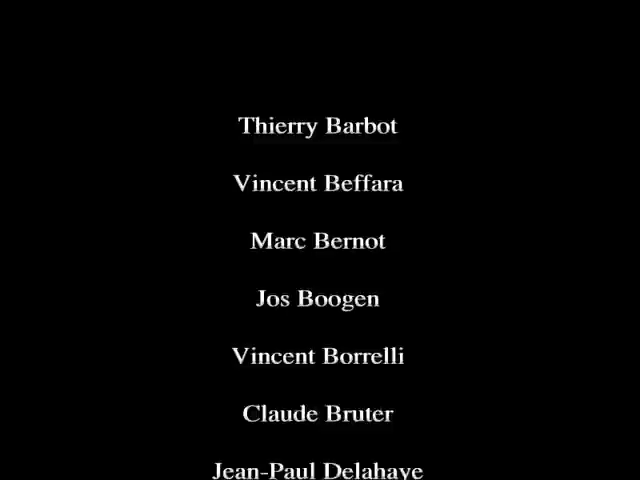 Thierry Barbot
Vincent Beffara
Marc Bernot
Jos Boogen
Vincent Borrelli
Claude Bruter
Jean-Paul Delahaye